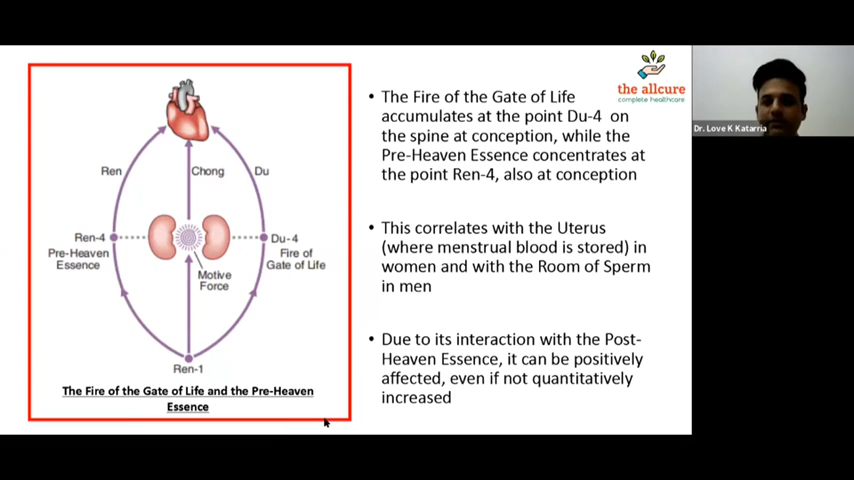 Ren
Chong
Du
Ren-4
Pre-Heaven
Essence
Du-4
Fire of
Gate of Life
Motive
Force
Ren-1
The Fire of the Gate of Life and the Pre-Heaven
Essence
• The Fire of the Gate of Life
accumulates at the point Du-4 on
the spine at conception, while the
Pre-Heaven Essence concentrates at
the point Ren-4, also at conception
• This correlates with the Uterus
(where menstrual blood is stored) in
women and with the Room of Sperm
in men
• Due to its interaction with the Post-
Heaven Essence, it can be positively
affected, even if not quantitatively
increased
the allcure
complete healthcare
Dr. Love K Katarria